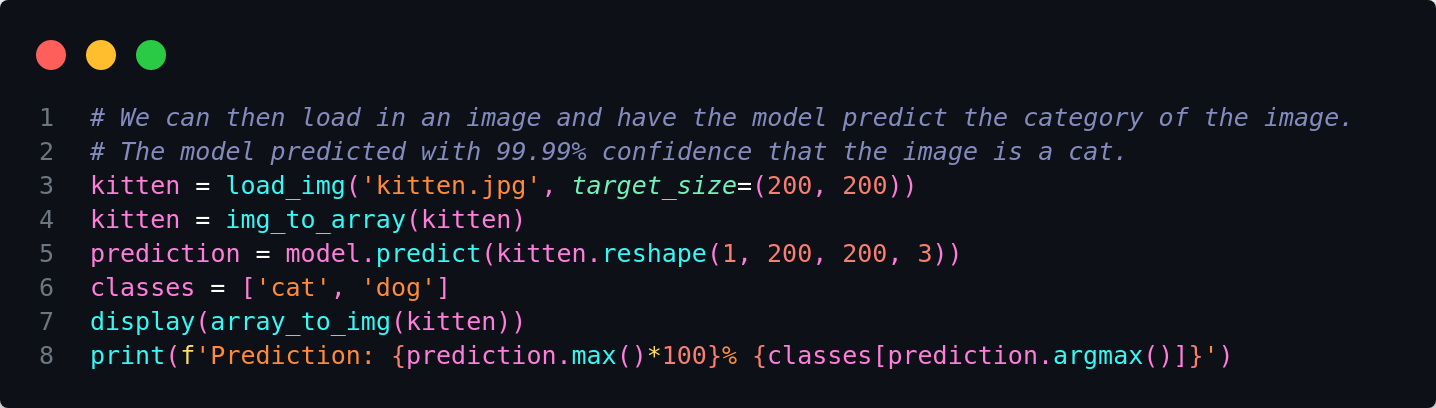 1 # We can then load in an image and have the model predict the category of the image.
2 # The model predicted with 99.99% confidence that the image is a cat.
3 kitten = load_img('kitten.jpg', target_size=(200, 200))
4 kitten = img_to_array(kitten)
5 prediction = model.predict(kitten.reshape(1, 200, 200, 3))
6 classes = ['cat', 'dog']
7 display(array_to_img(kitten))
8 print(f'Prediction: {prediction.max()*100}% {classes[prediction.argmax()]}')